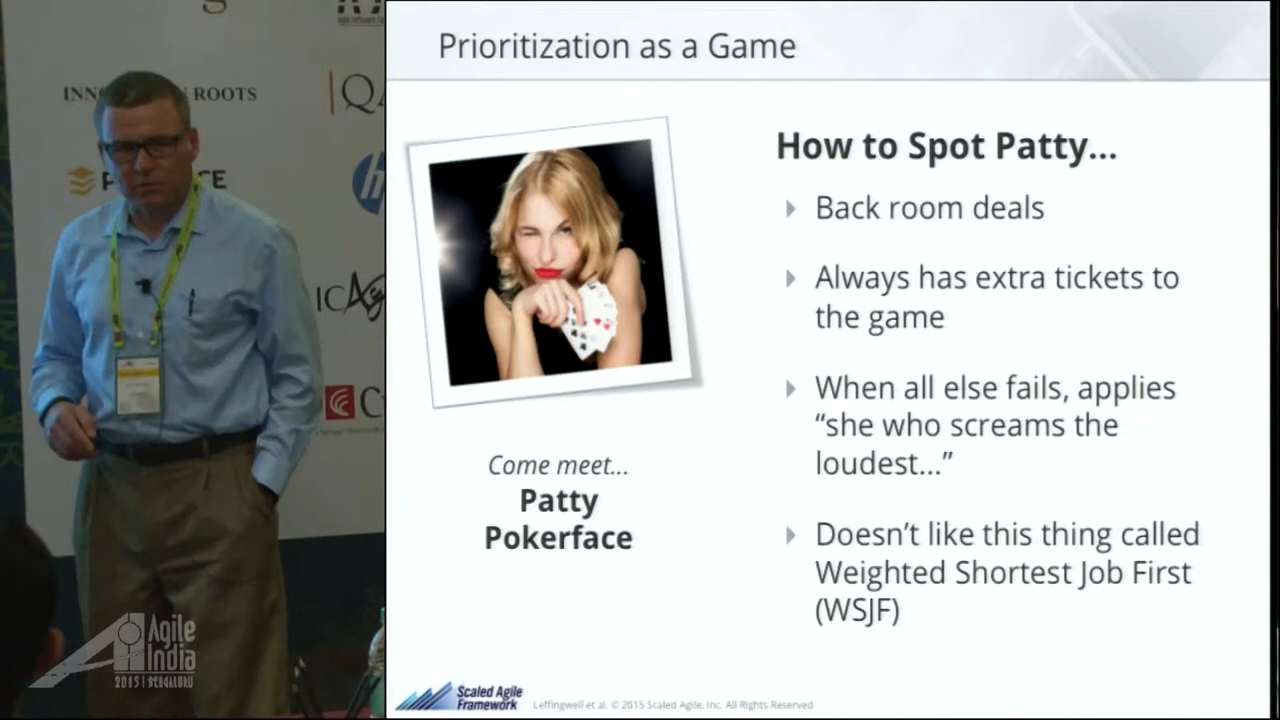 Prioritization as a Game
ROOTS
How to Spot Patty...
Back room deals
Always has extra tickets to
the game
When all else fails, applies
“she who screams the
loudest...”
Doesn’t like this thing called
Weighted Shortest Job First
(WSJF)
Come meet...
Patty
Pokerface
Agile
India
2015 | BENGALURU
Scaled Agile
Framework
Leffingwell et al. © 2015 Scaled Agile, Inc. All Rights Reserved